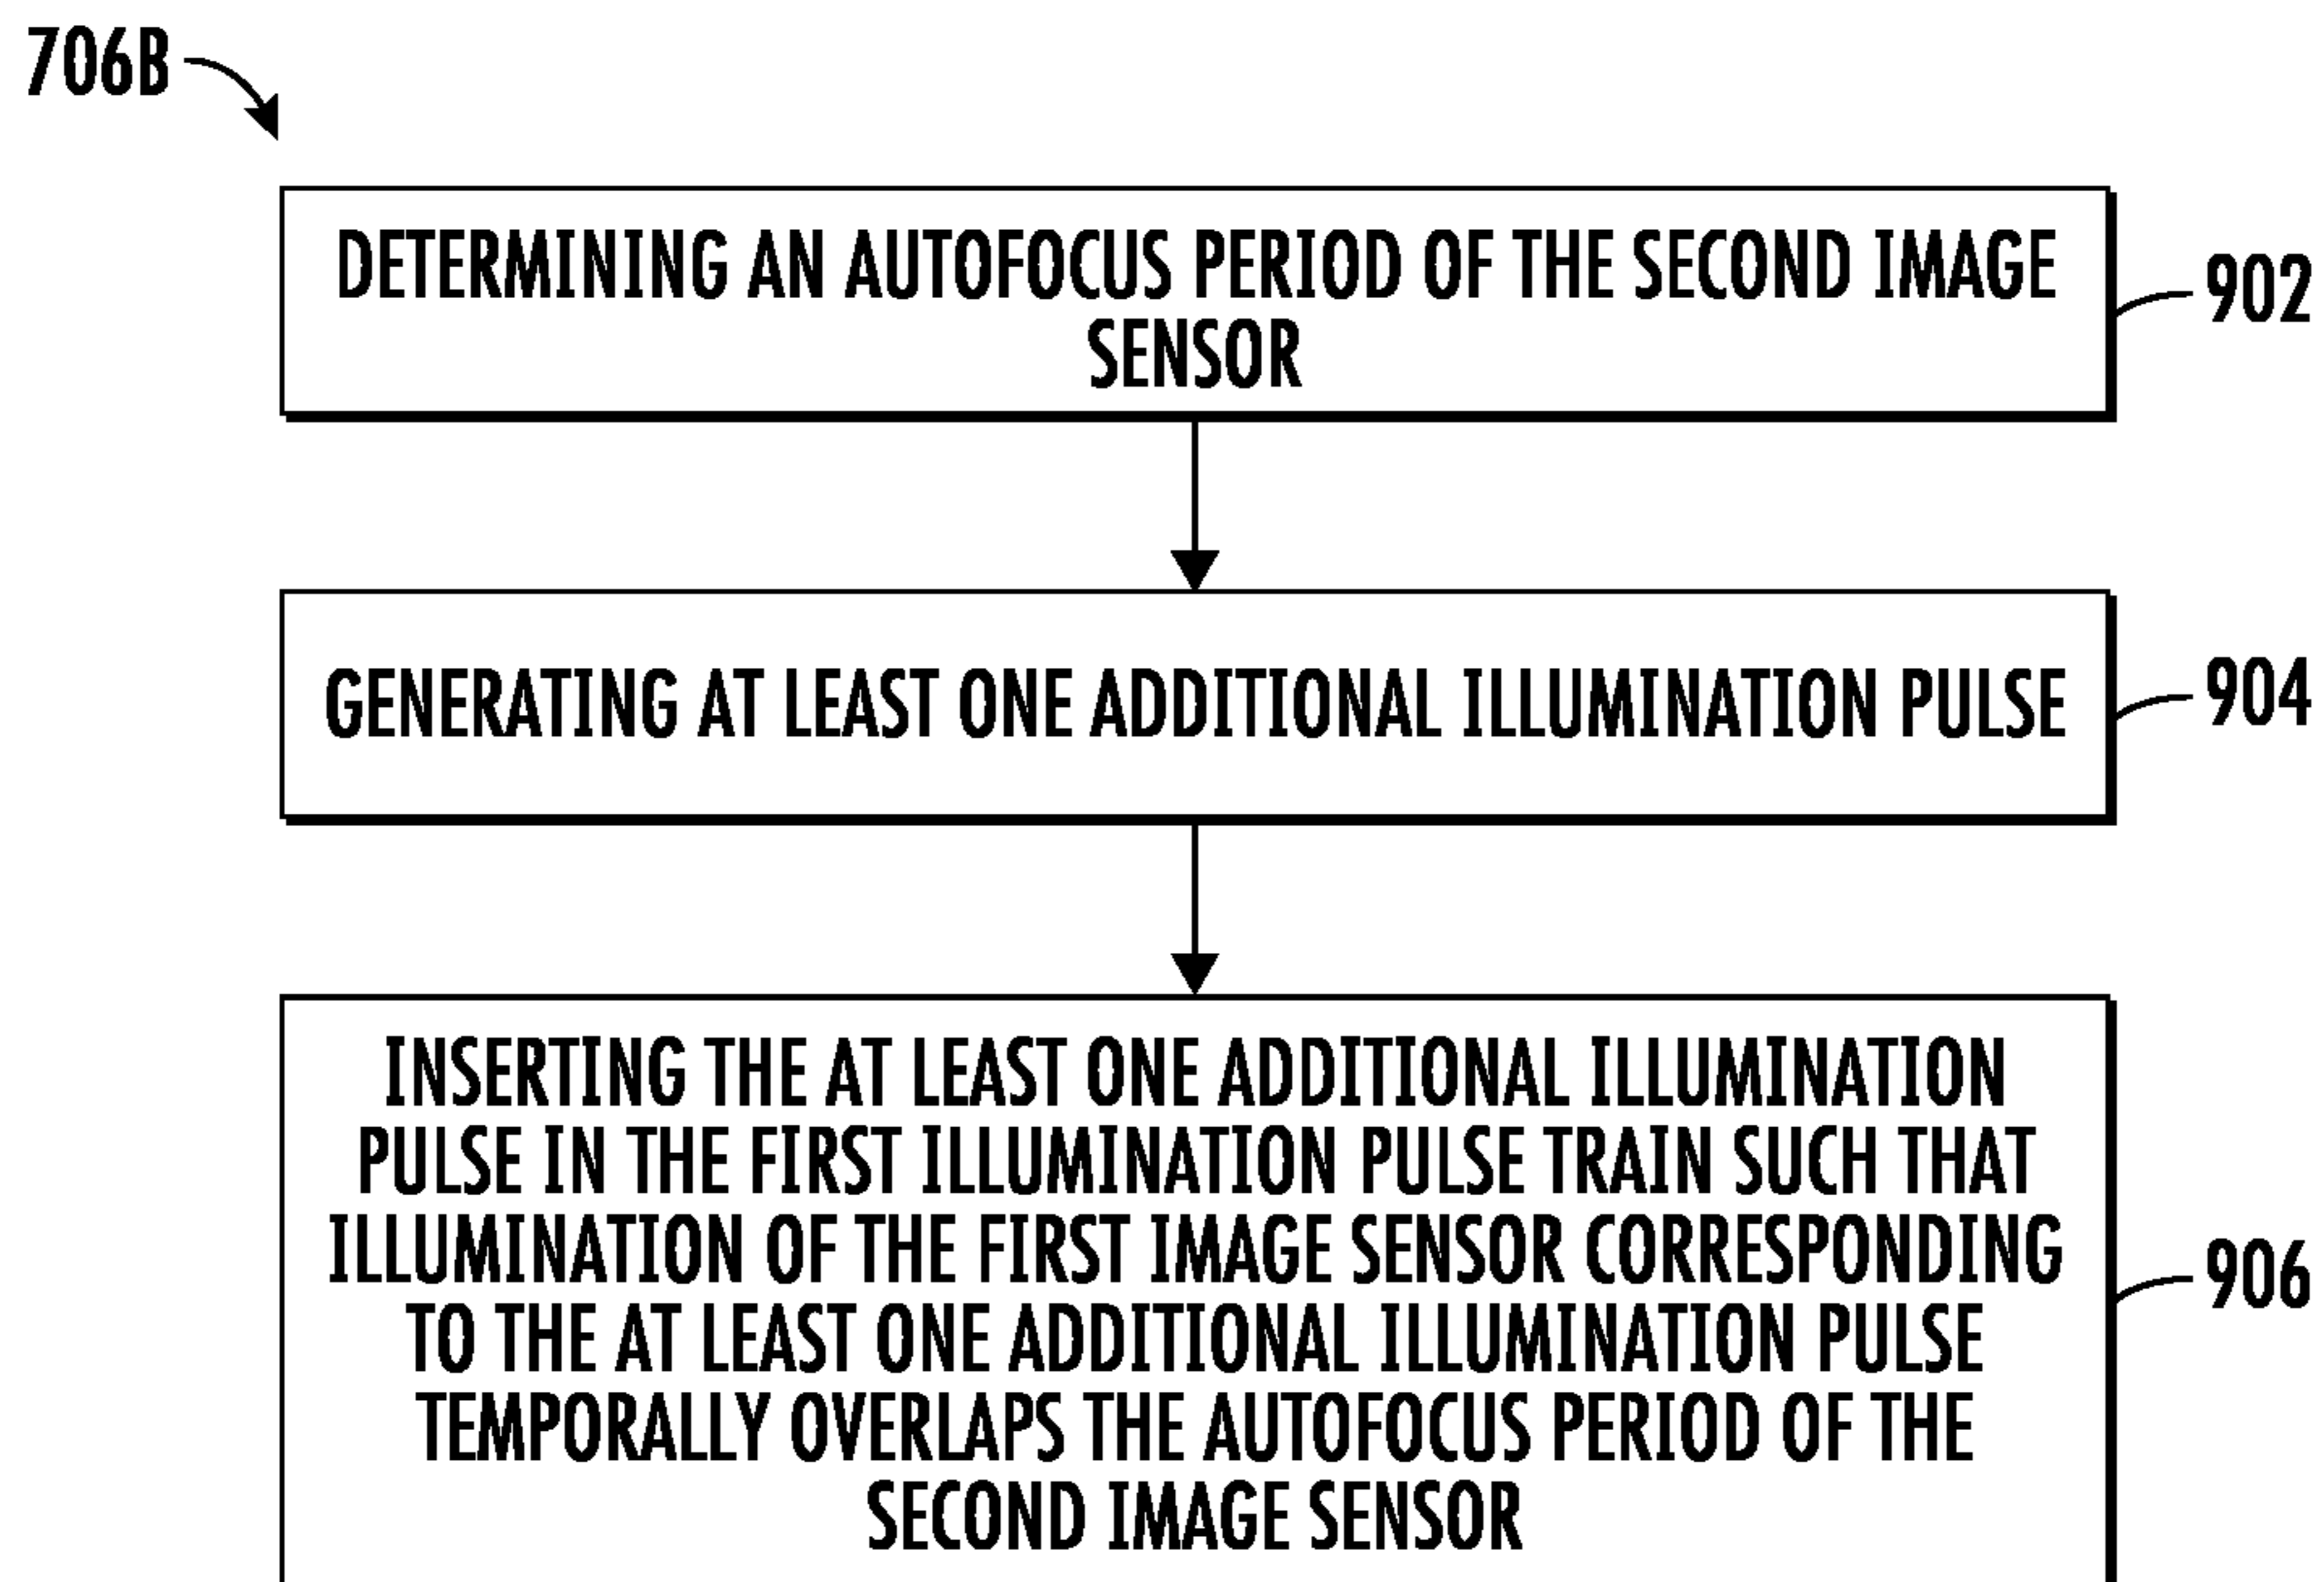 706B
DETERMINING AN AUTOFOCUS PERIOD OF THE SECOND IMAGE
SENSOR
902
GENERATING AT LEAST ONE ADDITIONAL ILLUMINATION PULSE
904
INSERTING THE AT LEAST ONE ADDITIONAL ILLUMINATION
PULSE IN THE FIRST ILLUMINATION PULSE TRAIN SUCH THAT
ILLUMINATION OF THE FIRST IMAGE SENSOR CORRESPONDING
TO THE AT LEAST ONE ADDITIONAL ILLUMINATION PULSE
TEMPORALLY OVERLAPS THE AUTOFOCUS PERIOD OF THE
SECOND IMAGE SENSOR
906